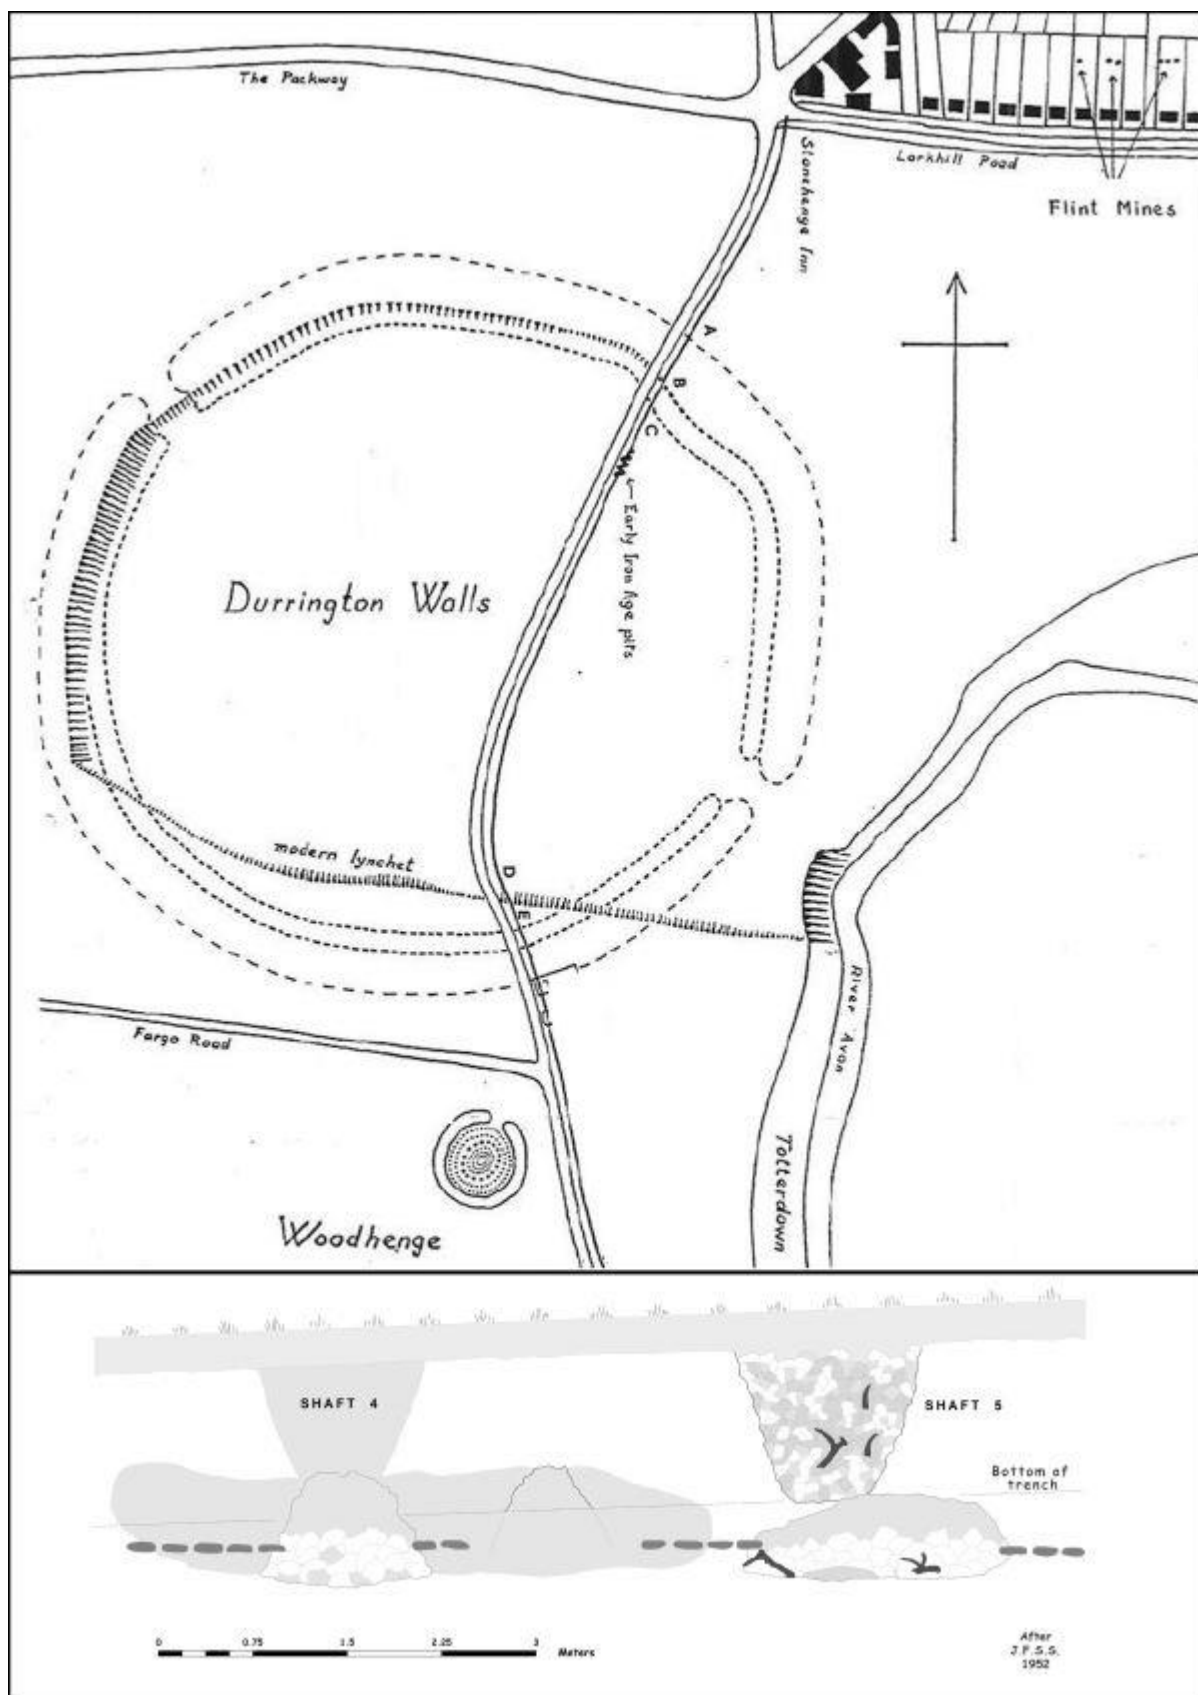 The Packway
Larkhill Road
Stonehenge Inn
Flint Mines
A
B
C
Early Iron Age pits
Durrington Walls
modern lynchet
D
E
River Avon
Fargo Road
Totterdown
Woodhenge
SHAFT 4
SHAFT 5
Bottom of
trench
0 0.75 1.5 2.25 3
Meters
After
J.F.S.S.
1952